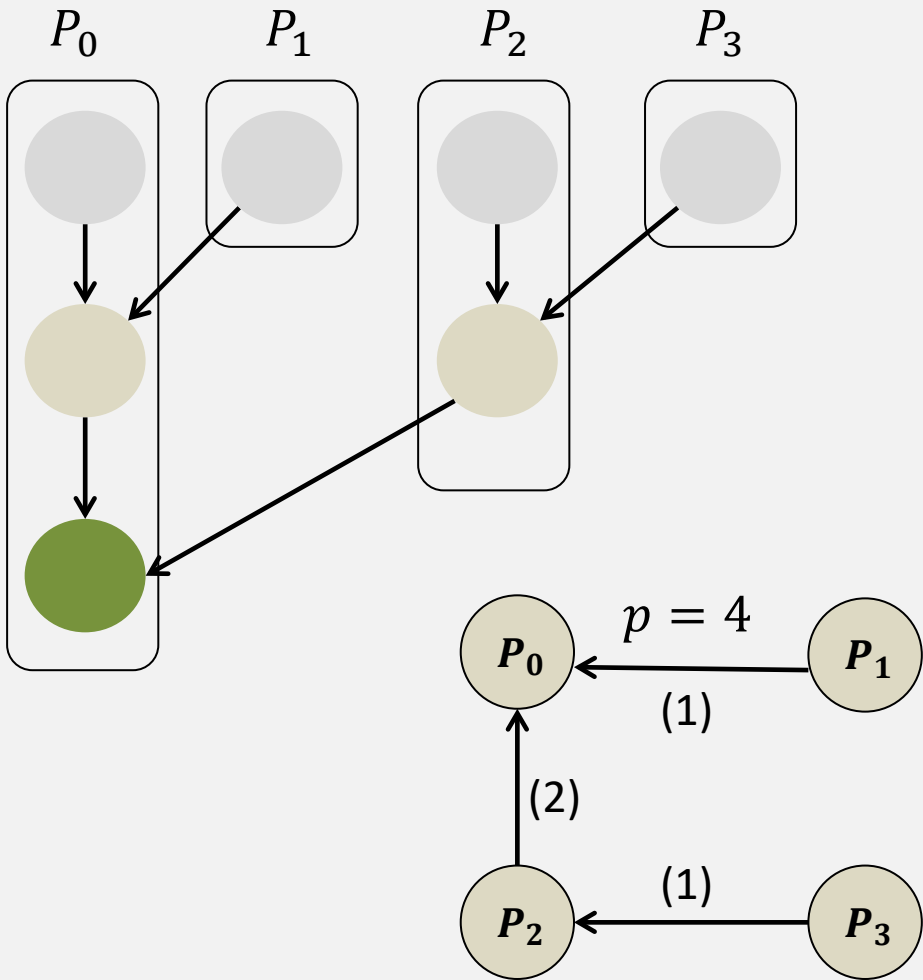 P₀ P₁ P₂ P₃
p = 4
P₀ P₁
(1)
(2)
(1)
P₂ P₃